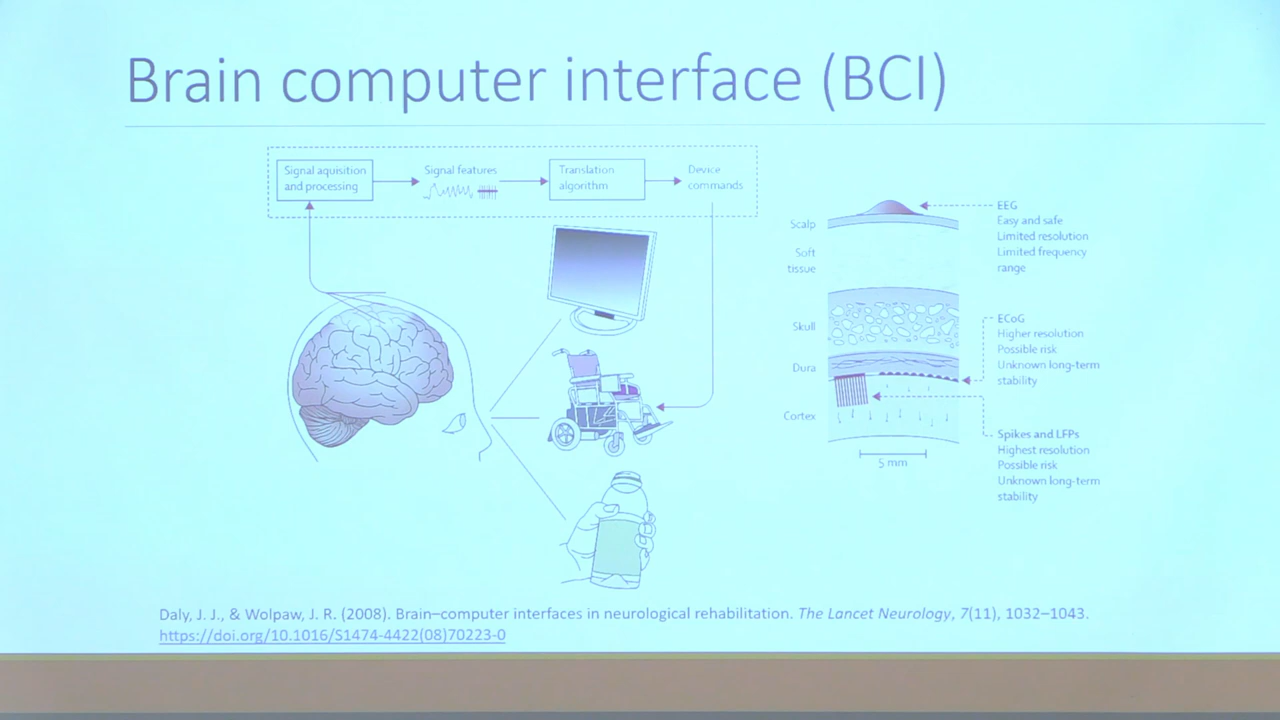 Brain computer interface (BCI)
Signal aquisition
and processing
Signal features
Translation
algorithm
Device
commands
Scalp
Soft
tissue
Skull
Dura
Cortex
5 mm
EEG
Easy and safe
Limited resolution
Limited frequency
range
ECoG
Higher resolution
Possible risk
Unknown long-term
stability
Spikes and LFPs
Highest resolution
Possible risk
Unknown long-term
stability
Daly, J. J., & Wolpaw, J. R. (2008). Brain–computer interfaces in neurological rehabilitation. The Lancet Neurology, 7(11), 1032–1043.
https://doi.org/10.1016/S1474-4422(08)70223-0